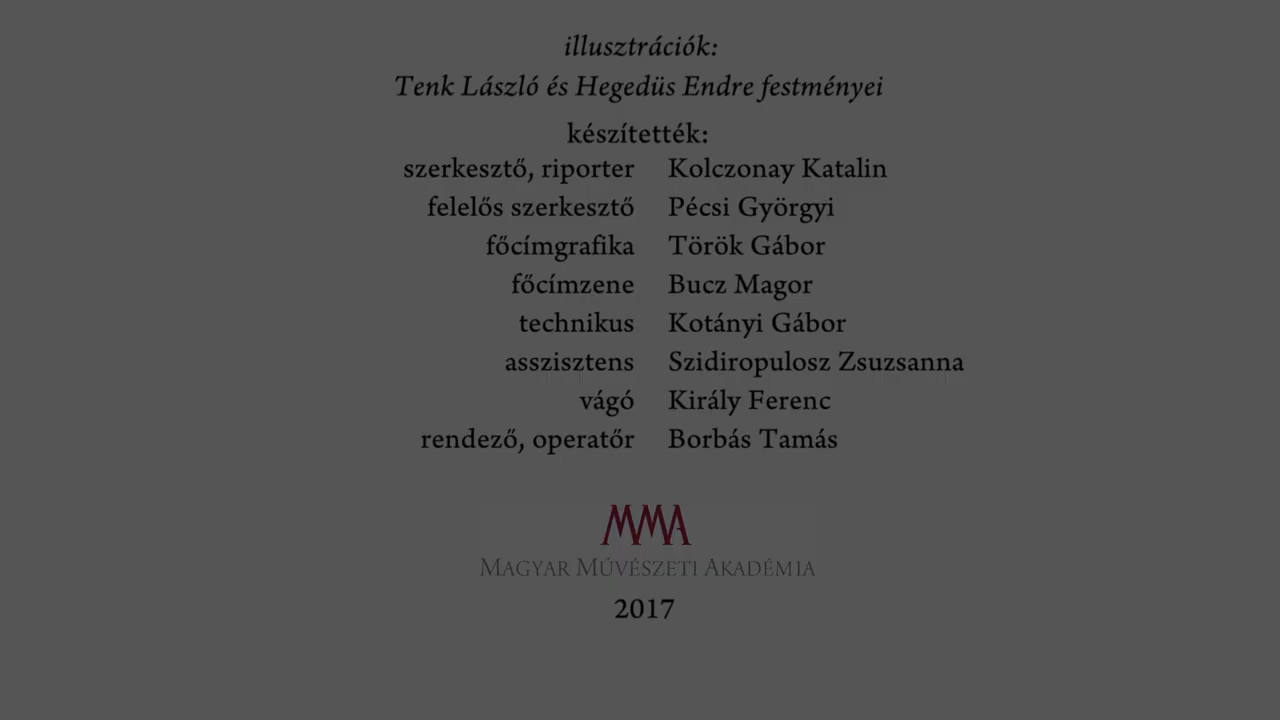 illusztrációk:
Tenk László és Hegedüs Endre festményei
készítették:
szerkesztő, riporter Kolczonay Katalin
felelős szerkesztő Pécsi Györgyi
főcímgrafika Török Gábor
főcímzene Bucz Magor
technikus Kotányi Gábor
asszisztens Szidiropulosz Zsuzsanna
vágó Király Ferenc
rendező, operatőr Borbás Tamás
MMA
MAGYAR MŰVÉSZETI AKADÉMIA
2017